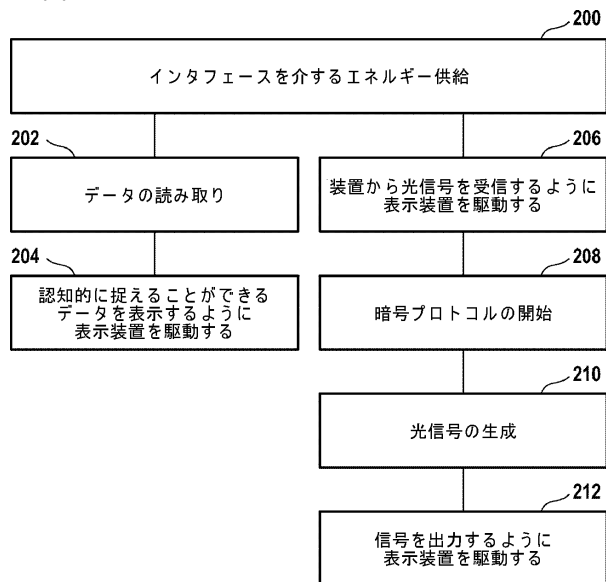 200
インタフェースを介するエネルギー供給
202
データの読み取り
206
装置から光信号を受信するように
表示装置を駆動する
204
認知的に捉えることができる
データを表示するように
表示装置を駆動する
208
暗号プロトコルの開始
210
光信号の生成
212
信号を出力するように
表示装置を駆動する